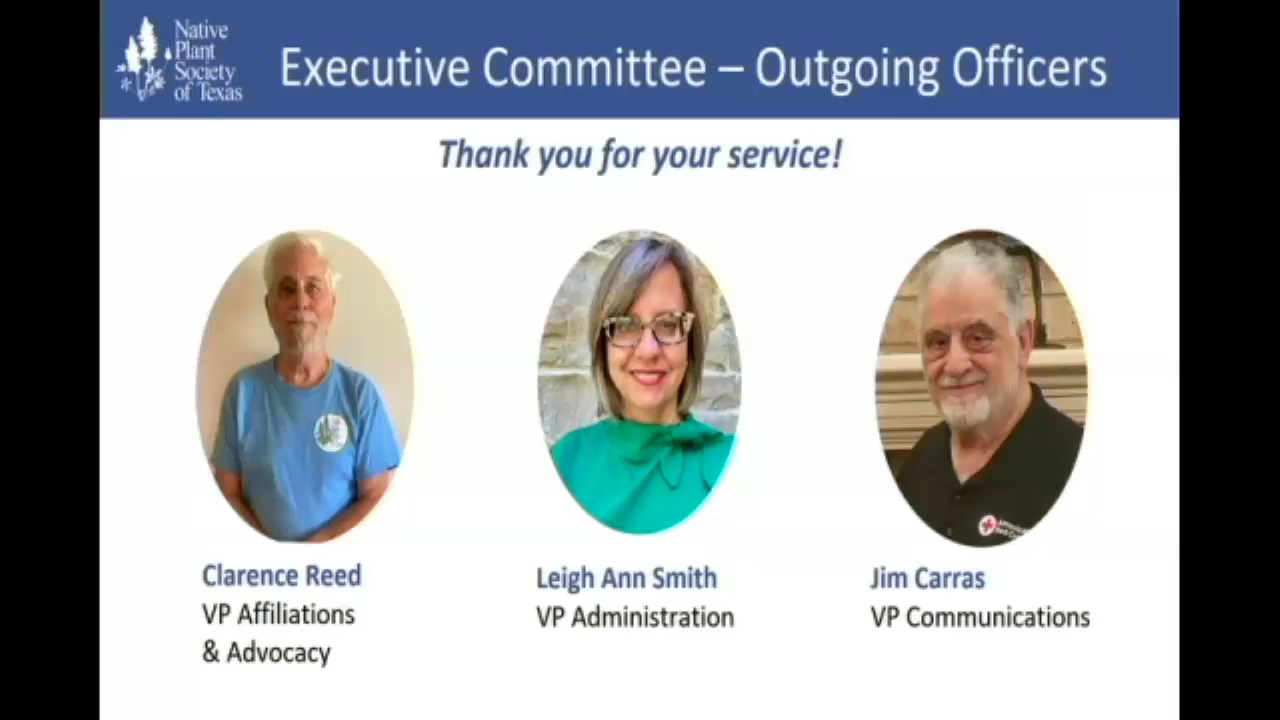 Native
Plant
Society
of Texas
Executive Committee – Outgoing Officers
Thank you for your service!
Clarence Reed
VP Affiliations
& Advocacy
Leigh Ann Smith
VP Administration
Jim Carras
VP Communications